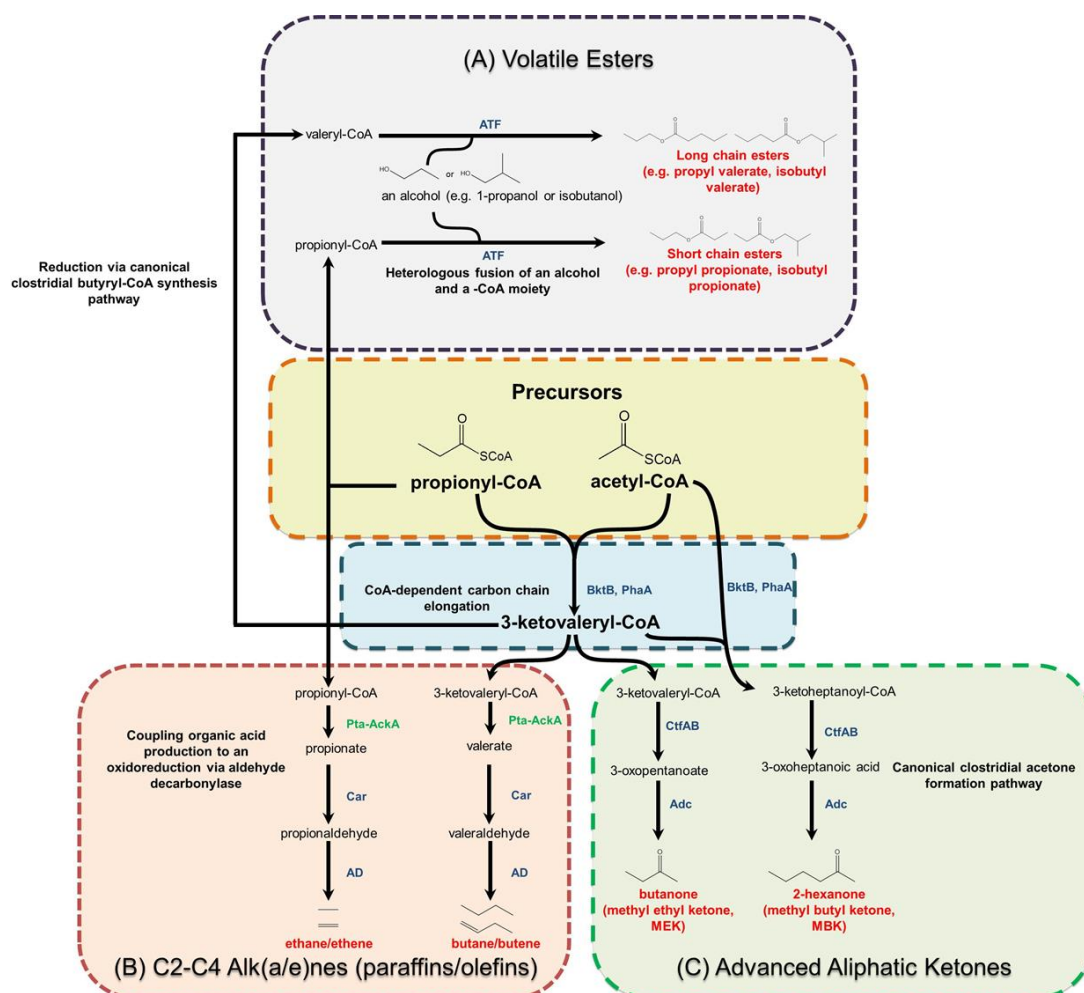 (A) Volatile Esters
valeryl-CoA
ATF
HO
or
HO
an alcohol (e.g. 1-propanol or isobutanol)
O
O
O
O
Long chain esters
(e.g. propyl valerate, isobutyl
valerate)
propionyl-CoA
ATF
Heterologous fusion of an alcohol
and a -CoA moiety
O
O
O
O
Short chain esters
(e.g. propyl propionate, isobutyl
propionate)
Reduction via canonical
clostridial butyryl-CoA synthesis
pathway
Precursors
O
SCoA
propionyl-CoA
O
SCoA
acetyl-CoA
CoA-dependent carbon chain
elongation
BktB, PhaA
BktB, PhaA
3-ketovaleryl-CoA
Coupling organic acid
production to an
oxidoreduction via aldehyde
decarbonylase
propionyl-CoA
Pta-AckA
propionate
Car
propionaldehyde
AD
ethane/ethene
3-ketovaleryl-CoA
Pta-AckA
valerate
Car
valeraldehyde
AD
butane/butene
(B) C2-C4 Alk(a/e)nes (paraffins/olefins)
3-ketovaleryl-CoA
CtfAB
3-oxopentanoate
Adc
O
butanone
(methyl ethyl ketone,
MEK)
3-ketoheptanoyl-CoA
CtfAB
3-oxoheptanoic acid
Adc
O
2-hexanone
(methyl butyl ketone,
MBK)
Canonical clostridial acetone
formation pathway
(C) Advanced Aliphatic Ketones